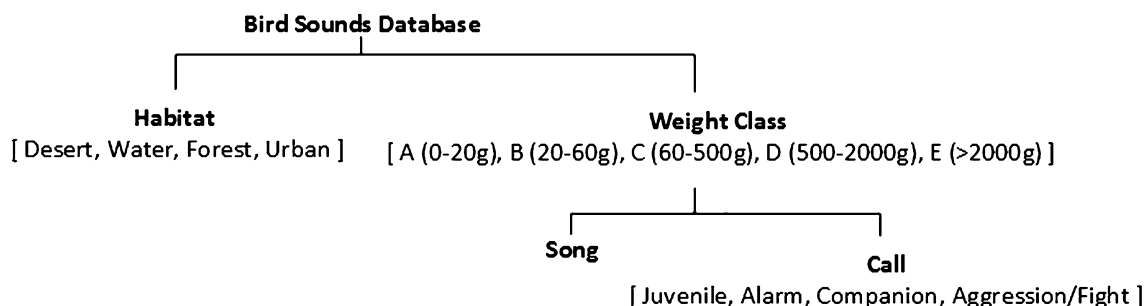 Bird Sounds Database
Habitat
[ Desert, Water, Forest, Urban ]
Weight Class
[ A (0-20g), B (20-60g), C (60-500g), D (500-2000g), E (>2000g) ]
Song
Call
[ Juvenile, Alarm, Companion, Aggression/Fight ]